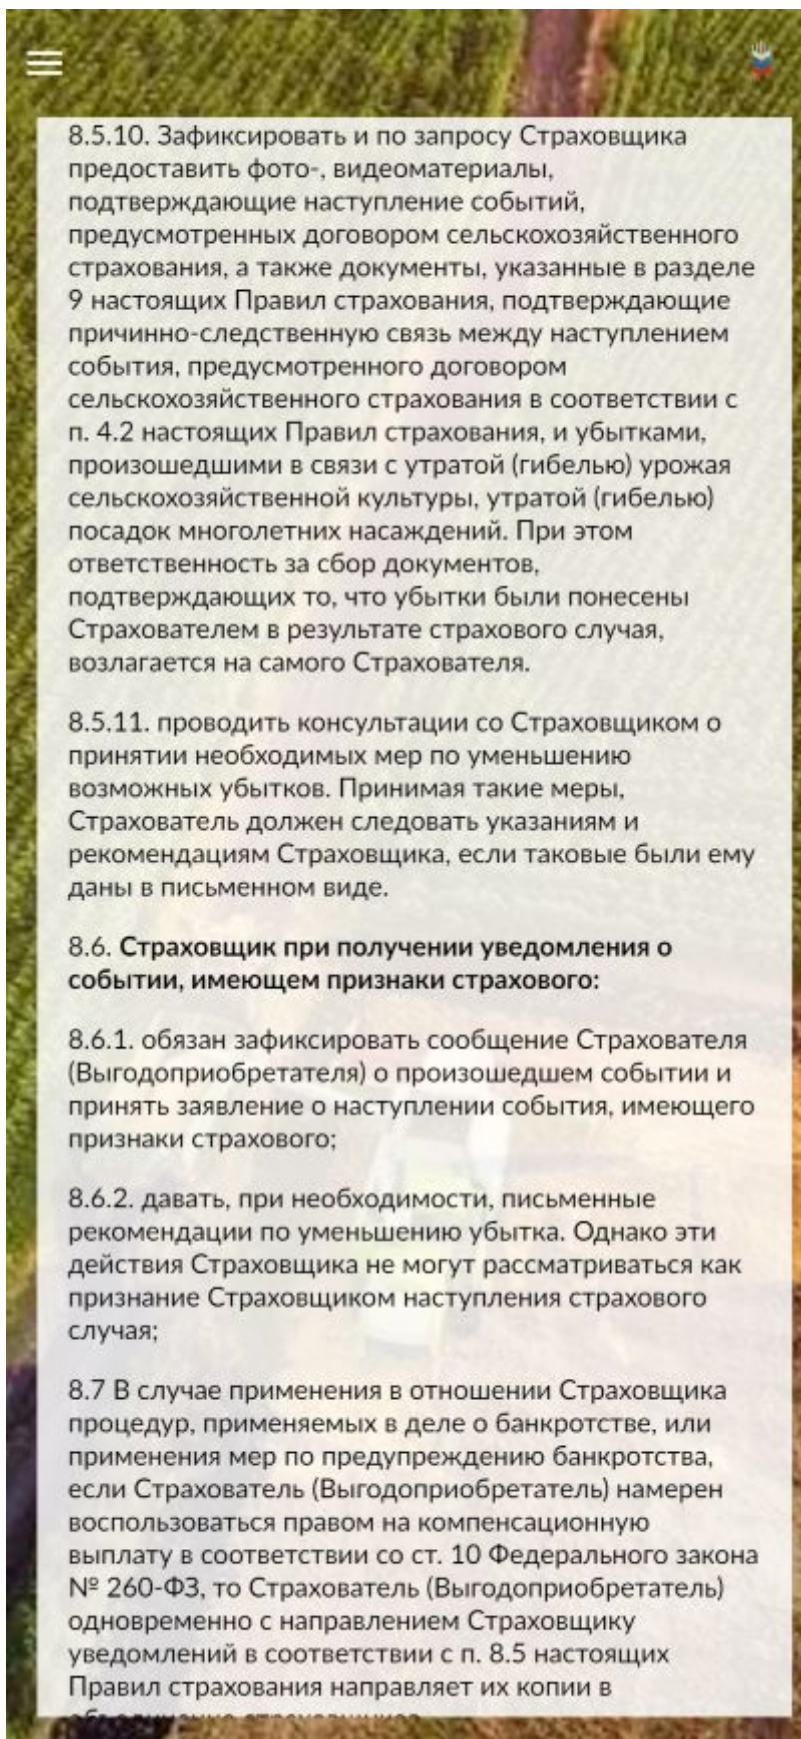 8.5.10. Зафиксировать и по запросу Страховщика
предоставить фото-, видеоматериалы,
подтверждающие наступление событий,
предусмотренных договором сельскохозяйственного
страхования, а также документы, указанные в разделе
9 настоящих Правил страхования, подтверждающие
причинно-следственную связь между наступлением
события, предусмотренного договором
сельскохозяйственного страхования в соответствии с
п. 4.2 настоящих Правил страхования, и убытками,
произошедшими в связи с утратой (гибелью) урожая
сельскохозяйственной культуры, утратой (гибелью)
посадок многолетних насаждений. При этом
ответственность за сбор документов,
подтверждающих то, что убытки были понесены
Страхователем в результате страхового случая,
возлагается на самого Страхователя.
8.5.11. проводить консультации со Страховщиком о
принятии необходимых мер по уменьшению
возможных убытков. Принимая такие меры,
Страхователь должен следовать указаниям и
рекомендациям Страховщика, если таковые были ему
даны в письменном виде.
8.6. Страховщик при получении уведомления о
событии, имеющем признаки страхового:
8.6.1. обязан зафиксировать сообщение Страхователя
(Выгодоприобретателя) о произошедшем событии и
принять заявление о наступлении события, имеющего
признаки страхового;
8.6.2. давать, при необходимости, письменные
рекомендации по уменьшению убытка. Однако эти
действия Страховщика не могут рассматриваться как
признание Страховщиком наступления страхового
случая;
8.7 В случае применения в отношении Страховщика
процедур, применяемых в деле о банкротстве, или
применения мер по предупреждению банкротства,
если Страхователь (Выгодоприобретатель) намерен
воспользоваться правом на компенсационную
выплату в соответствии со ст. 10 Федерального закона
№ 260-ФЗ, то Страхователь (Выгодоприобретатель)
одновременно с направлением Страховщику
уведомлений в соответствии с п. 8.5 настоящих
Правил страхования направляет их копии в